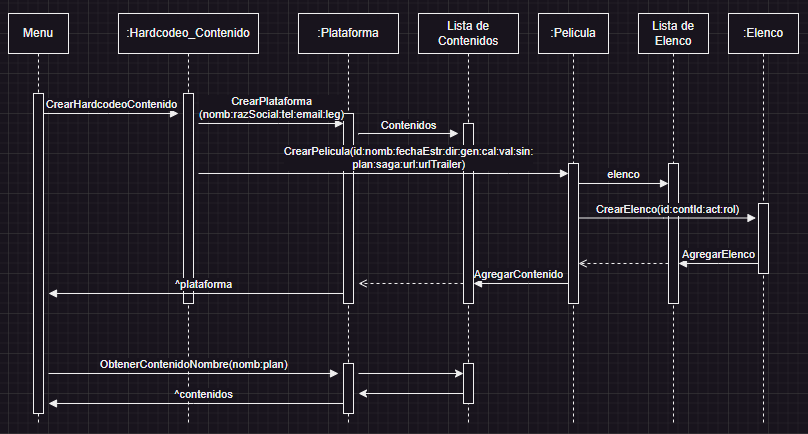 Menu
:Hardcodeo_Contenido
:Plataforma
Lista de
Contenidos
:Pelicula
Lista de
Elenco
:Elenco
CrearHardcodeoContenido
CrearPlataforma
(nomb:razSocial:tel:email:leg)
Contenidos
CrearPelicula(id:nomb:fechaEstr:dir:gen:cal:val:sin:
plan:saga:url:urlTrailer)
elenco
CrearElenco(id:contId:act:rol)
AgregarElenco
AgregarContenido
^plataforma
ObtenerContenidoNombre(nomb:plan)
^contenidos